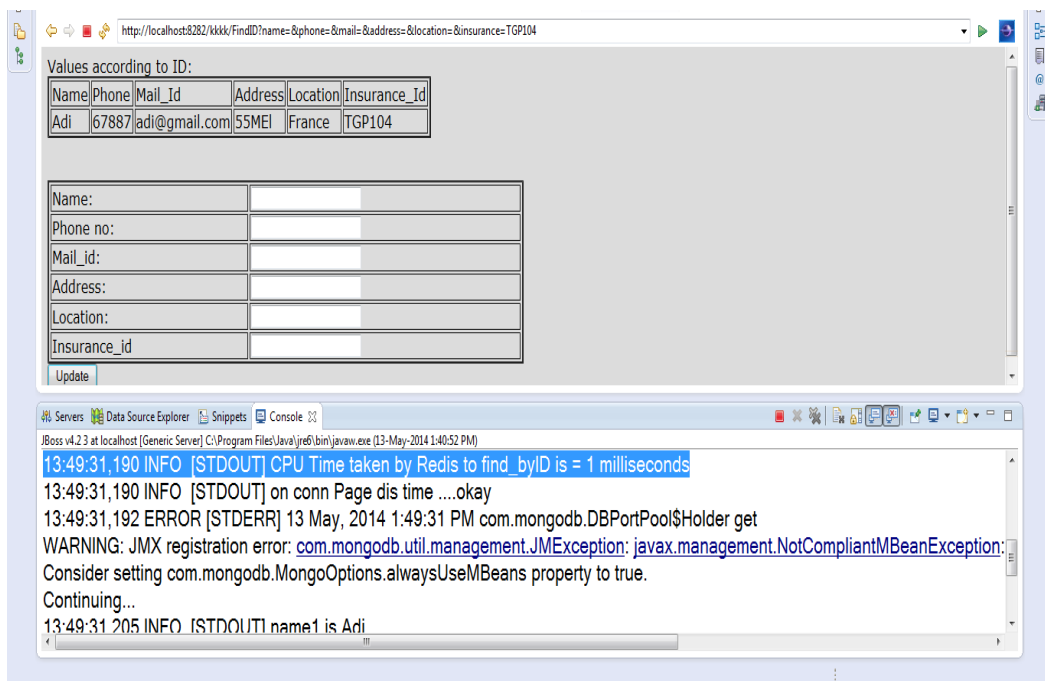 http://localhost:8282/kkkk/FindID?name=&phone=&mail=&address=&location=&insurance=TGP104
Values according to ID:
Name Phone Mail_Id Address Location Insurance_Id
Adi 67887 adi@gmail.com 55MEl France TGP104
Name:
Phone no:
Mail_id:
Address:
Location:
Insurance_id
Update
Servers Data Source Explorer Snippets Console
JBoss v4.2 3 at localhost [Generic Server] C:\Program Files\Java\jre6\bin\javaw.exe (13-May-2014 1:40:52 PM)
13:49:31,190 INFO [STDOUT] CPU Time taken by Redis to find_byID is = 1 milliseconds
13:49:31,190 INFO [STDOUT] on conn Page dis time ....okay
13:49:31,192 ERROR [STDERR] 13 May, 2014 1:49:31 PM com.mongodb.DBPortPool$Holder get
WARNING: JMX registration error: com.mongodb.util.management.JMException: javax.management.NotCompliantMBeanException:
Consider setting com.mongodb.MongoOptions.alwaysUseMBeans property to true.
Continuing...
13:49:31,205 INFO [STDOUT] name1 is Adi